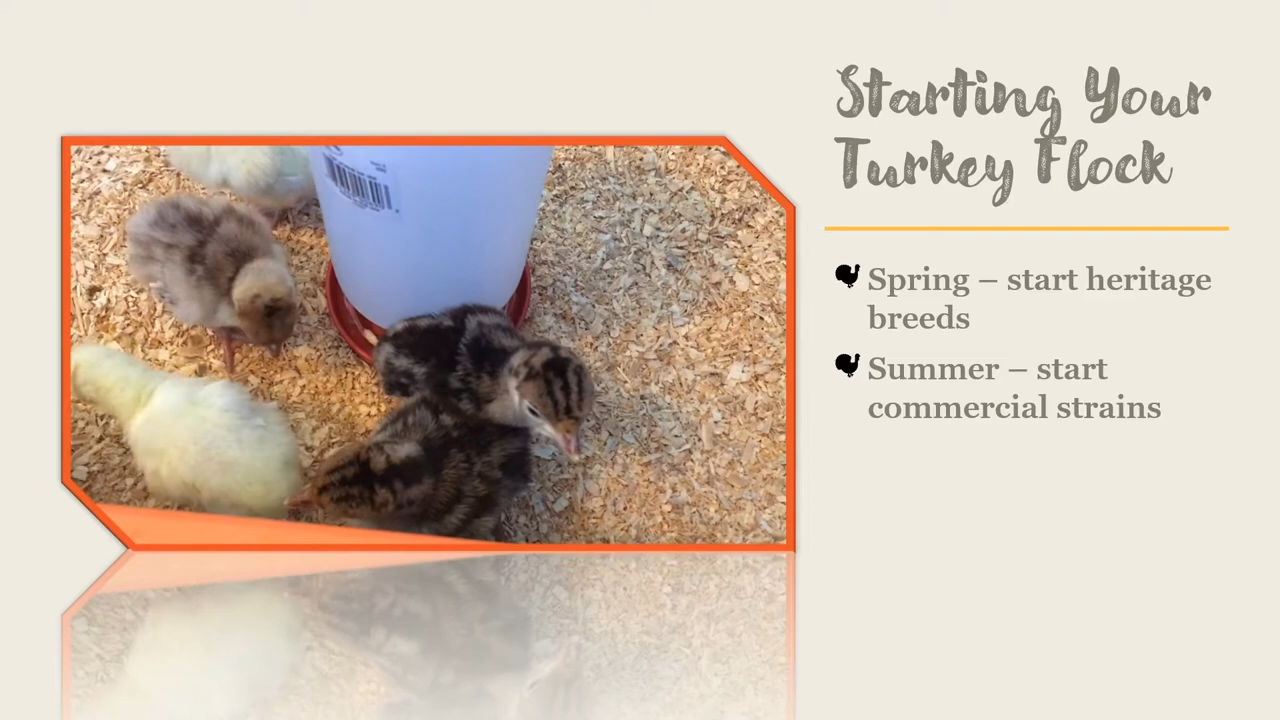 Starting Your
Turkey Flock
Spring – start heritage
breeds
Summer – start
commercial strains